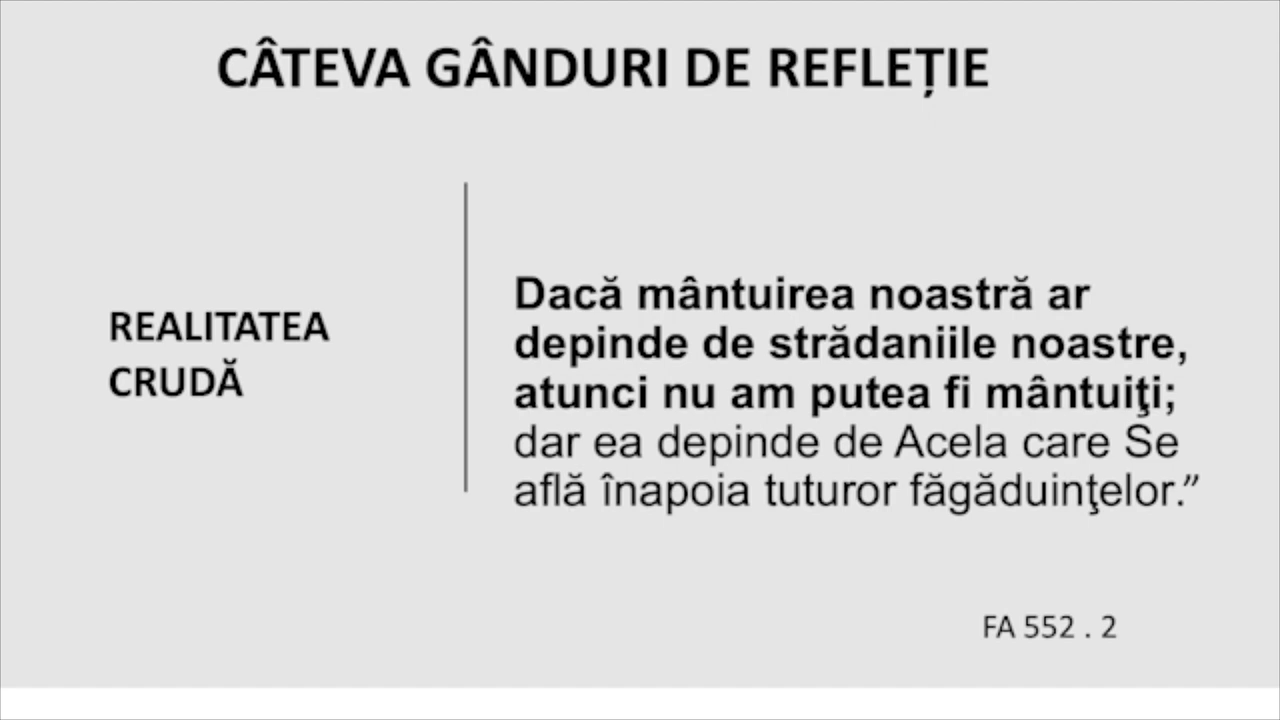 CÂTEVA GÂNDURI DE REFLEȚIE
REALITATEA
CRUDĂ
Dacă mântuirea noastră ar
depinde de strădaniile noastre,
atunci nu am putea fi mântuiţi;
dar ea depinde de Acela care Se
află înapoia tuturor făgăduinţelor.”
FA 552 . 2